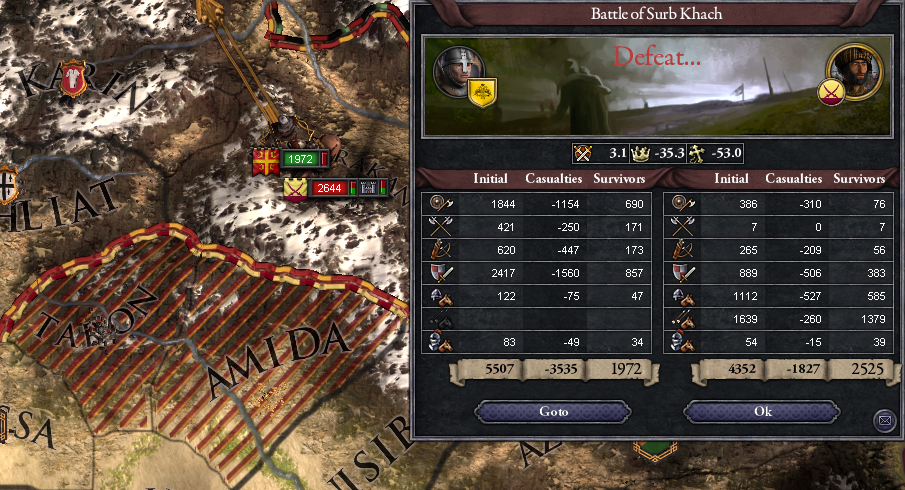 Battle of Surb Khach
Defeat...
3.1 -35.3 -53.0
Initial Casualties Survivors Initial Casualties Survivors
1844 -1154 690 386 -310 76
421 -250 171 7 0 7
620 -447 173 265 -209 56
2417 -1560 857 889 -506 383
122 -75 47 1112 -527 585
1639 -260 1379
83 -49 34 54 -15 39
5507 -3535 1972 4352 -1827 2525
Goto Ok
KARIN
1972
2644
HLIAT
TARON
AMIDA